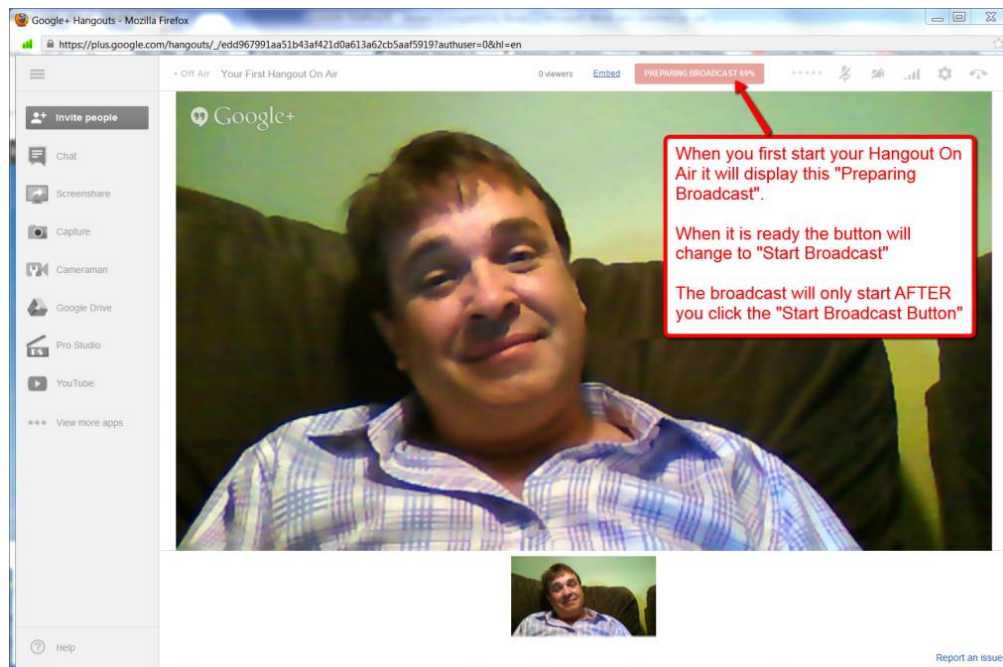 Google+ Hangouts - Mozilla Firefox
https://plus.google.com/hangouts/_/edd967991aa51b43af421d0a613a62cb5aaf5919?authuser=0&hl=en
• Off Air Your First Hangout On Air 0 viewers Embed PREPARING BROADCAST 69%
Invite people
Chat
Screenshare
Capture
Cameraman
Google Drive
Pro Studio
YouTube
View more apps
Help
Google+
When you first start your Hangout On
Air it will display this "Preparing
Broadcast".
When it is ready the button will
change to "Start Broadcast"
The broadcast will only start AFTER
you click the "Start Broadcast Button"
Report an issue